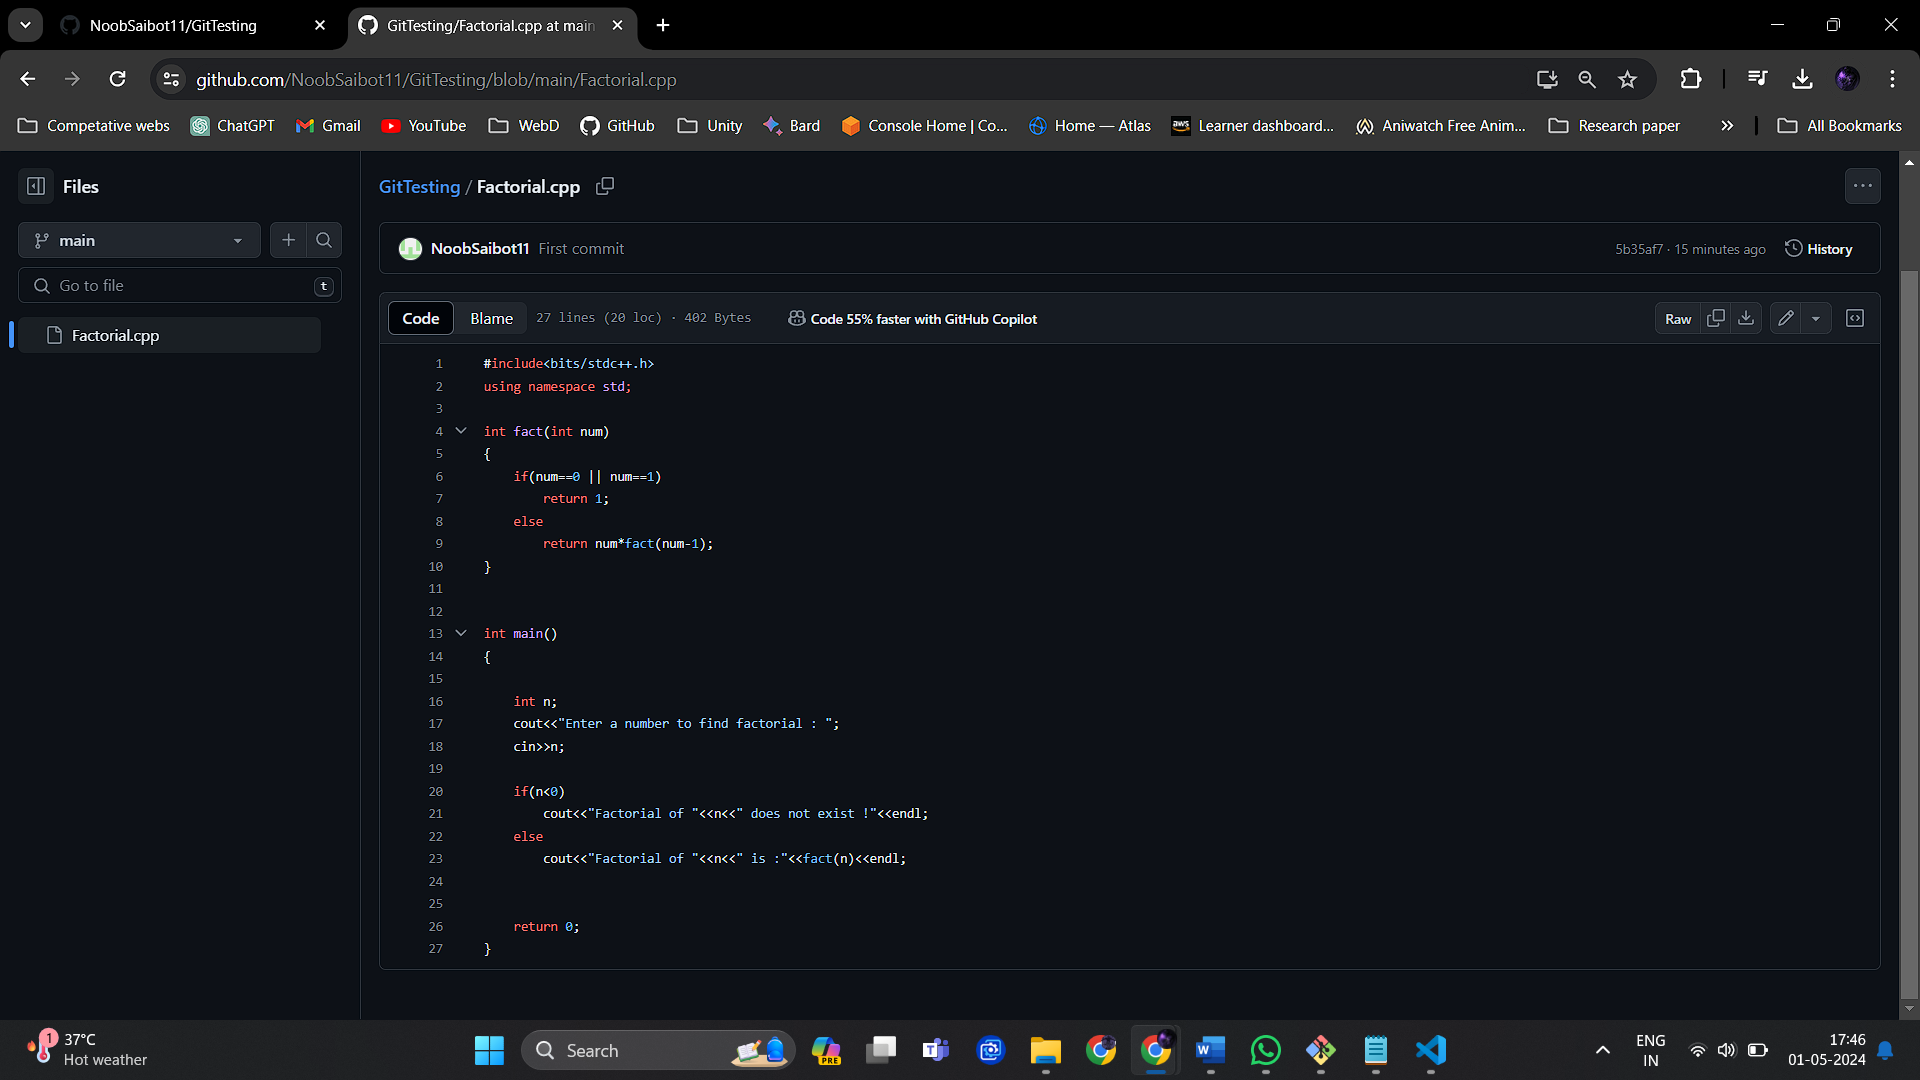 NoobSaibot11/GitTesting
GitTesting/Factorial.cpp at main
github.com/NoobSaibot11/GitTesting/blob/main/Factorial.cpp
Competative webs ChatGPT Gmail YouTube WebD GitHub Unity Bard Console Home | Co... Home — Atlas Learner dashboard... Aniwatch Free Anim... Research paper All Bookmarks
Files
main
Go to file t
Factorial.cpp
GitTesting / Factorial.cpp
NoobSaibot11 First commit 5b35af7 · 15 minutes ago History
Code Blame 27 lines (20 loc) · 402 Bytes Code 55% faster with GitHub Copilot Raw
1 #include<bits/stdc++.h>
2 using namespace std;
3
4 int fact(int num)
5 {
6 if(num==0 || num==1)
7 return 1;
8 else
9 return num*fact(num-1);
10 }
11
12
13 int main()
14 {
15
16 int n;
17 cout<<"Enter a number to find factorial : ";
18 cin>>n;
19
20 if(n<0)
21 cout<<"Factorial of "<<n<<" does not exist !"<<endl;
22 else
23 cout<<"Factorial of "<<n<<" is :"<<fact(n)<<endl;
24
25
26 return 0;
27 }
1 37°C
Hot weather
Search
PRE
ENG
IN
17:46
01-05-2024